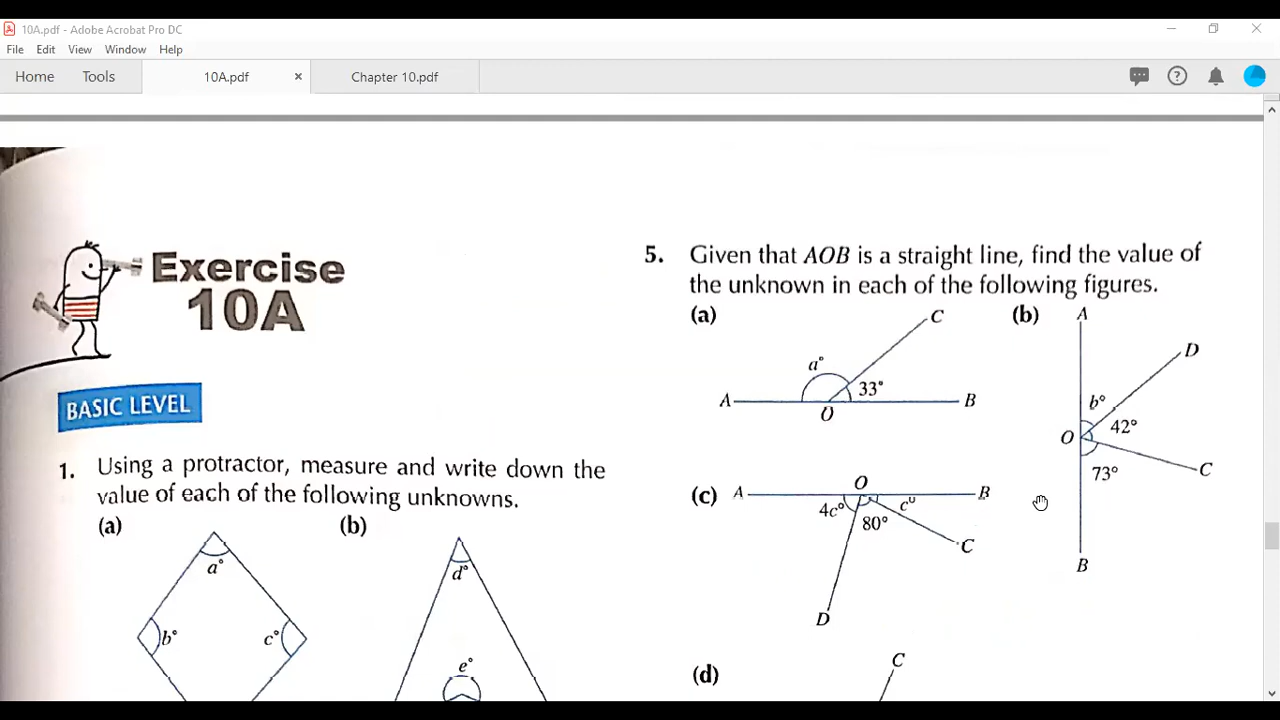 10A.pdf - Adobe Acrobat Pro DC
File Edit View Window Help
Home Tools 10A.pdf × Chapter 10.pdf
Exercise
10A
BASIC LEVEL
1. Using a protractor, measure and write down the
value of each of the following unknowns.
(a) (b)
a°
b°
c°
d°
e°
5. Given that AOB is a straight line, find the value of
the unknown in each of the following figures.
(a)
C
a°
33°
A
O
B
(b)
A
D
b°
42°
O
C
73°
B
(c)
A
O
B
4c°
80°
c°
C
D
(d)
C